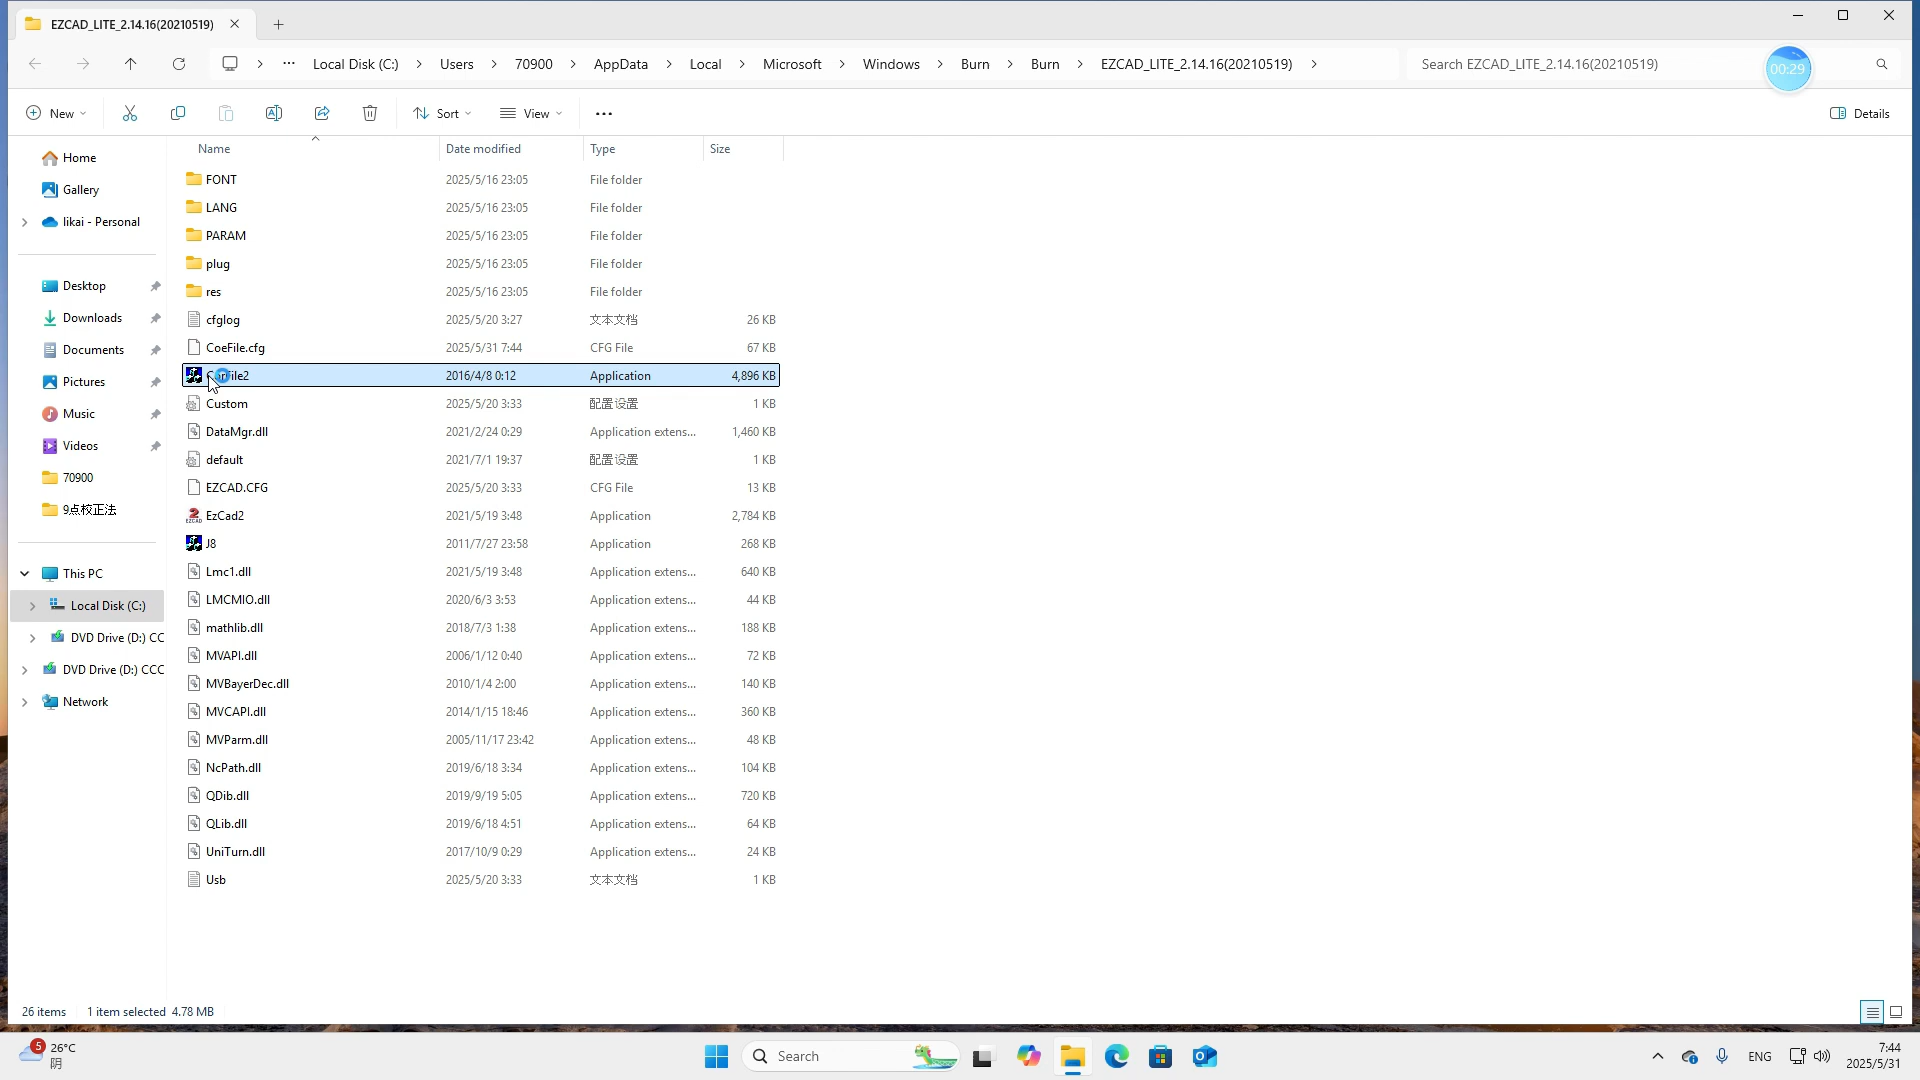 EZCAD_LITE_2.14.16(20210519)
Local Disk (C:) Users 70900 AppData Local Microsoft Windows Burn Burn EZCAD_LITE_2.14.16(20210519)
Search EZCAD_LITE_2.14.16(20210519)
00:29
New
Sort
View
Details
Name Date modified Type Size
Home
Gallery
likai - Personal
Desktop
Downloads
Documents
Pictures
Music
Videos
70900
9点校正法
This PC
Local Disk (C:)
DVD Drive (D:) CC
DVD Drive (D:) CCC
Network
FONT 2025/5/16 23:05 File folder
LANG 2025/5/16 23:05 File folder
PARAM 2025/5/16 23:05 File folder
plug 2025/5/16 23:05 File folder
res 2025/5/16 23:05 File folder
cfglog 2025/5/20 3:27 文本文档 26 KB
CoeFile.cfg 2025/5/31 7:44 CFG File 67 KB
CorFile2 2016/4/8 0:12 Application 4,896 KB
Custom 2025/5/20 3:33 配置设置 1 KB
DataMgr.dll 2021/2/24 0:29 Application extens... 1,460 KB
default 2021/7/1 19:37 配置设置 1 KB
EZCAD.CFG 2025/5/20 3:33 CFG File 13 KB
EzCad2 2021/5/19 3:48 Application 2,784 KB
J8 2011/7/27 23:58 Application 268 KB
Lmc1.dll 2021/5/19 3:48 Application extens... 640 KB
LMCMIO.dll 2020/6/3 3:53 Application extens... 44 KB
mathlib.dll 2018/7/3 1:38 Application extens... 188 KB
MVAPI.dll 2006/1/12 0:40 Application extens... 72 KB
MVBayerDec.dll 2010/1/4 2:00 Application extens... 140 KB
MVCAPI.dll 2014/1/15 18:46 Application extens... 360 KB
MVParm.dll 2005/11/17 23:42 Application extens... 48 KB
NcPath.dll 2019/6/18 3:34 Application extens... 104 KB
QDib.dll 2019/9/19 5:05 Application extens... 720 KB
QLib.dll 2019/6/18 4:51 Application extens... 64 KB
UniTurn.dll 2017/10/9 0:29 Application extens... 24 KB
Usb 2025/5/20 3:33 文本文档 1 KB
26 items 1 item selected 4.78 MB
5
26°C
阴
Search
ENG
7:44
2025/5/31